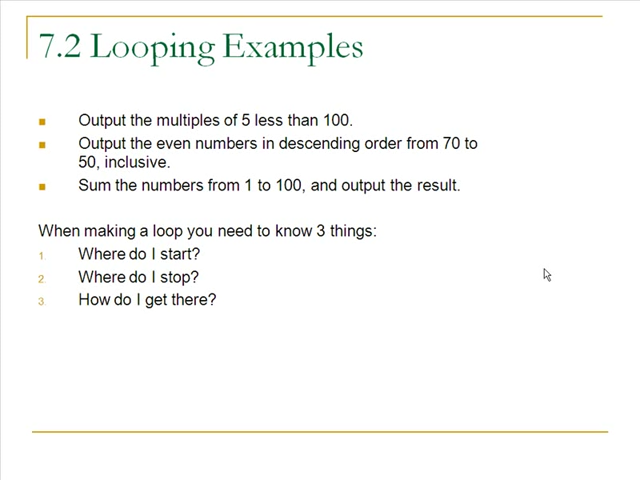 7.2 Looping Examples
Output the multiples of 5 less than 100.
Output the even numbers in descending order from 70 to
50, inclusive.
Sum the numbers from 1 to 100, and output the result.
When making a loop you need to know 3 things:
1. Where do I start?
2. Where do I stop?
3. How do I get there?